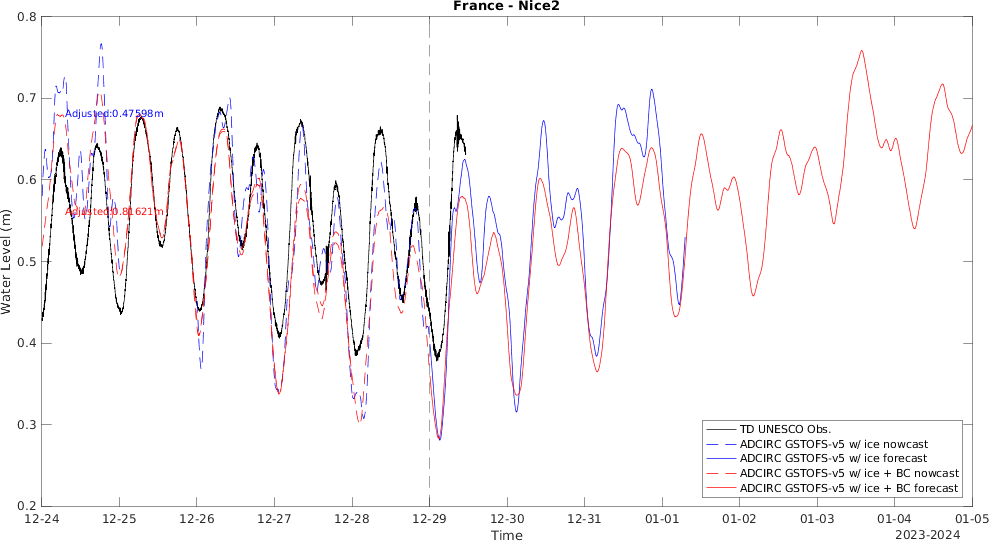 France - Nice2
Water Level (m)
0.8
0.7
0.6
0.5
0.4
0.3
0.2
Adjusted:0.47598m
Adjusted:0.81621m
TD UNESCO Obs.
ADCIRC GSTOFS-v5 w/ ice nowcast
ADCIRC GSTOFS-v5 w/ ice forecast
ADCIRC GSTOFS-v5 w/ ice + BC nowcast
ADCIRC GSTOFS-v5 w/ ice + BC forecast
12-24 12-25 12-26 12-27 12-28 12-29 12-30 12-31 01-01 01-02 01-03 01-04 01-05
Time
2023-2024